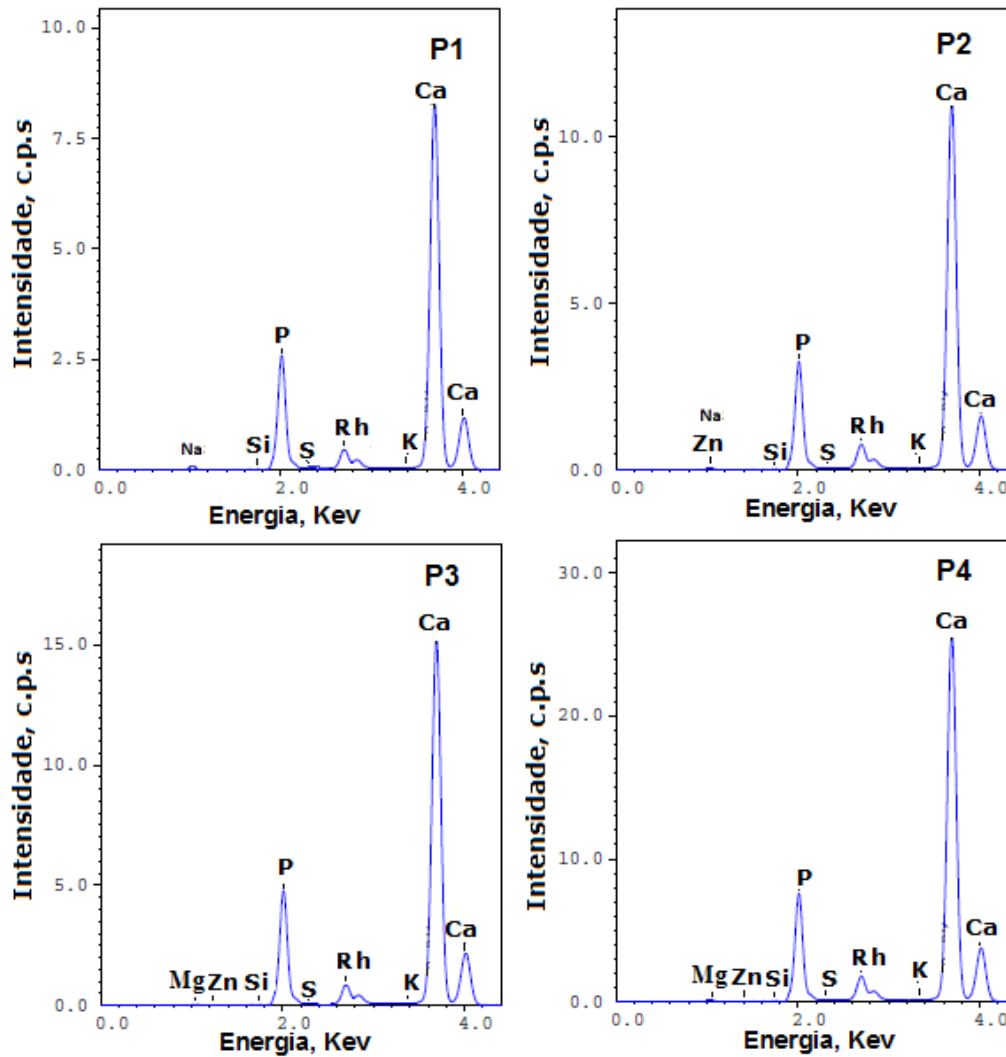 10.0
P1
Ca
7.5
5.0
P
2.5
Ca
Rh
K
Na
Si
S
0.0
0.0 2.0 4.0
Energia, Kev
Intensidade, c.p.s
P2
Ca
10.0
5.0
P
Ca
Na
Rh
K
Zn
Si
S
0.0
0.0 2.0 4.0
Energia, Kev
Intensidade, c.p.s
P3
Ca
15.0
10.0
5.0
P
Ca
Rh
Mg Zn Si S K
0.0
2.0 4.0
Energia, Kev
Intensidade, c.p.s
30.0
P4
Ca
20.0
10.0
P
Ca
Rh
K
Mg Zn Si S
0.0
0.0 2.0 4.0
Energia, Kev
Intensidade, c.p.s